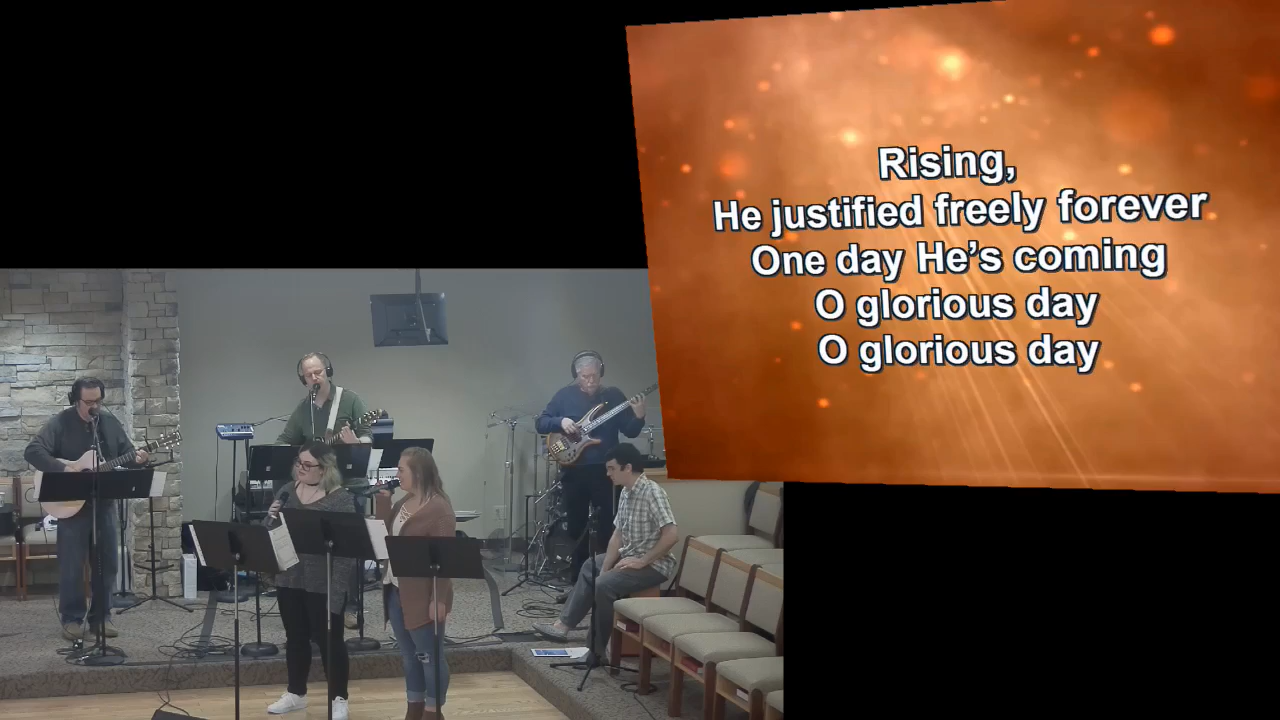 Rising,
He justified freely forever
One day He’s coming
O glorious day
O glorious day